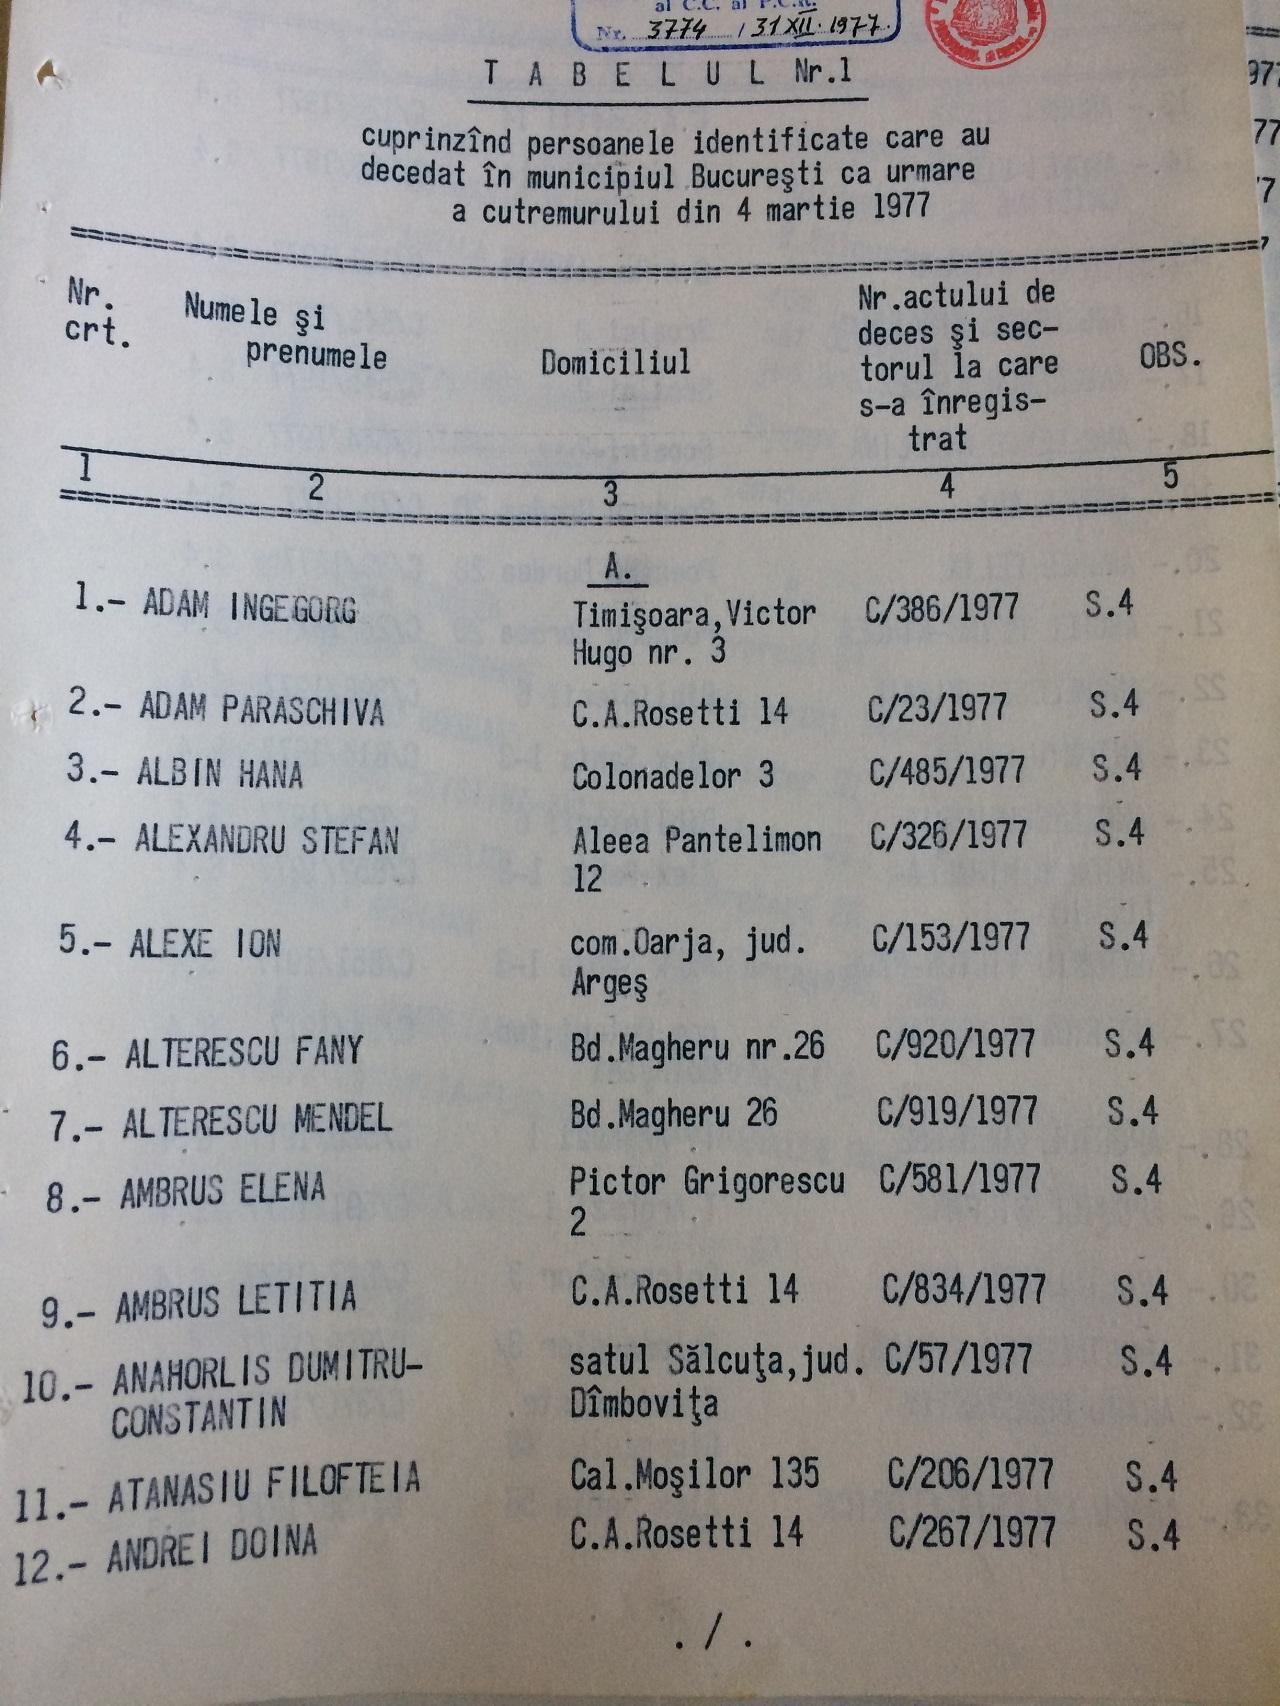 al C.C. al P.C.R.
Nr. 3774 / 31 XII. 1977.
TABELUL Nr.1
cuprinzînd persoanele identificate care au
decedat în municipiul Bucureşti ca urmare
a cutremurului din 4 martie 1977
Nr. crt.
Numele şi prenumele
Domiciliul
Nr.actului de deces şi sec-
torul la care
s-a înregis-
trat
OBS.
1 2 3 4 5
A.
1.- ADAM INGEGORG Timişoara,Victor C/386/1977 S.4
Hugo nr. 3
2.- ADAM PARASCHIVA C.A.Rosetti 14 C/23/1977 S.4
3.- ALBIN HANA Colonadelor 3 C/485/1977 S.4
4.- ALEXANDRU STEFAN Aleea Pantelimon C/326/1977 S.4
12
5.- ALEXE ION com.Oarja, jud. C/153/1977 S.4
Argeş
6.- ALTERESCU FANY Bd.Magheru nr.26 C/920/1977 S.4
7.- ALTERESCU MENDEL Bd.Magheru 26 C/919/1977 S.4
8.- AMBRUS ELENA Pictor Grigorescu C/581/1977 S.4
2
9.- AMBRUS LETITIA C.A.Rosetti 14 C/834/1977 S.4
10.- ANAHORLIS DUMITRU- satul Sălcuţa,jud. C/57/1977 S.4
CONSTANTIN Dîmboviţa
11.- ATANASIU FILOFTEIA Cal.Moşilor 135 C/206/1977 S.4
12.- ANDREI DOINA C.A.Rosetti 14 C/267/1977 S.4
./.